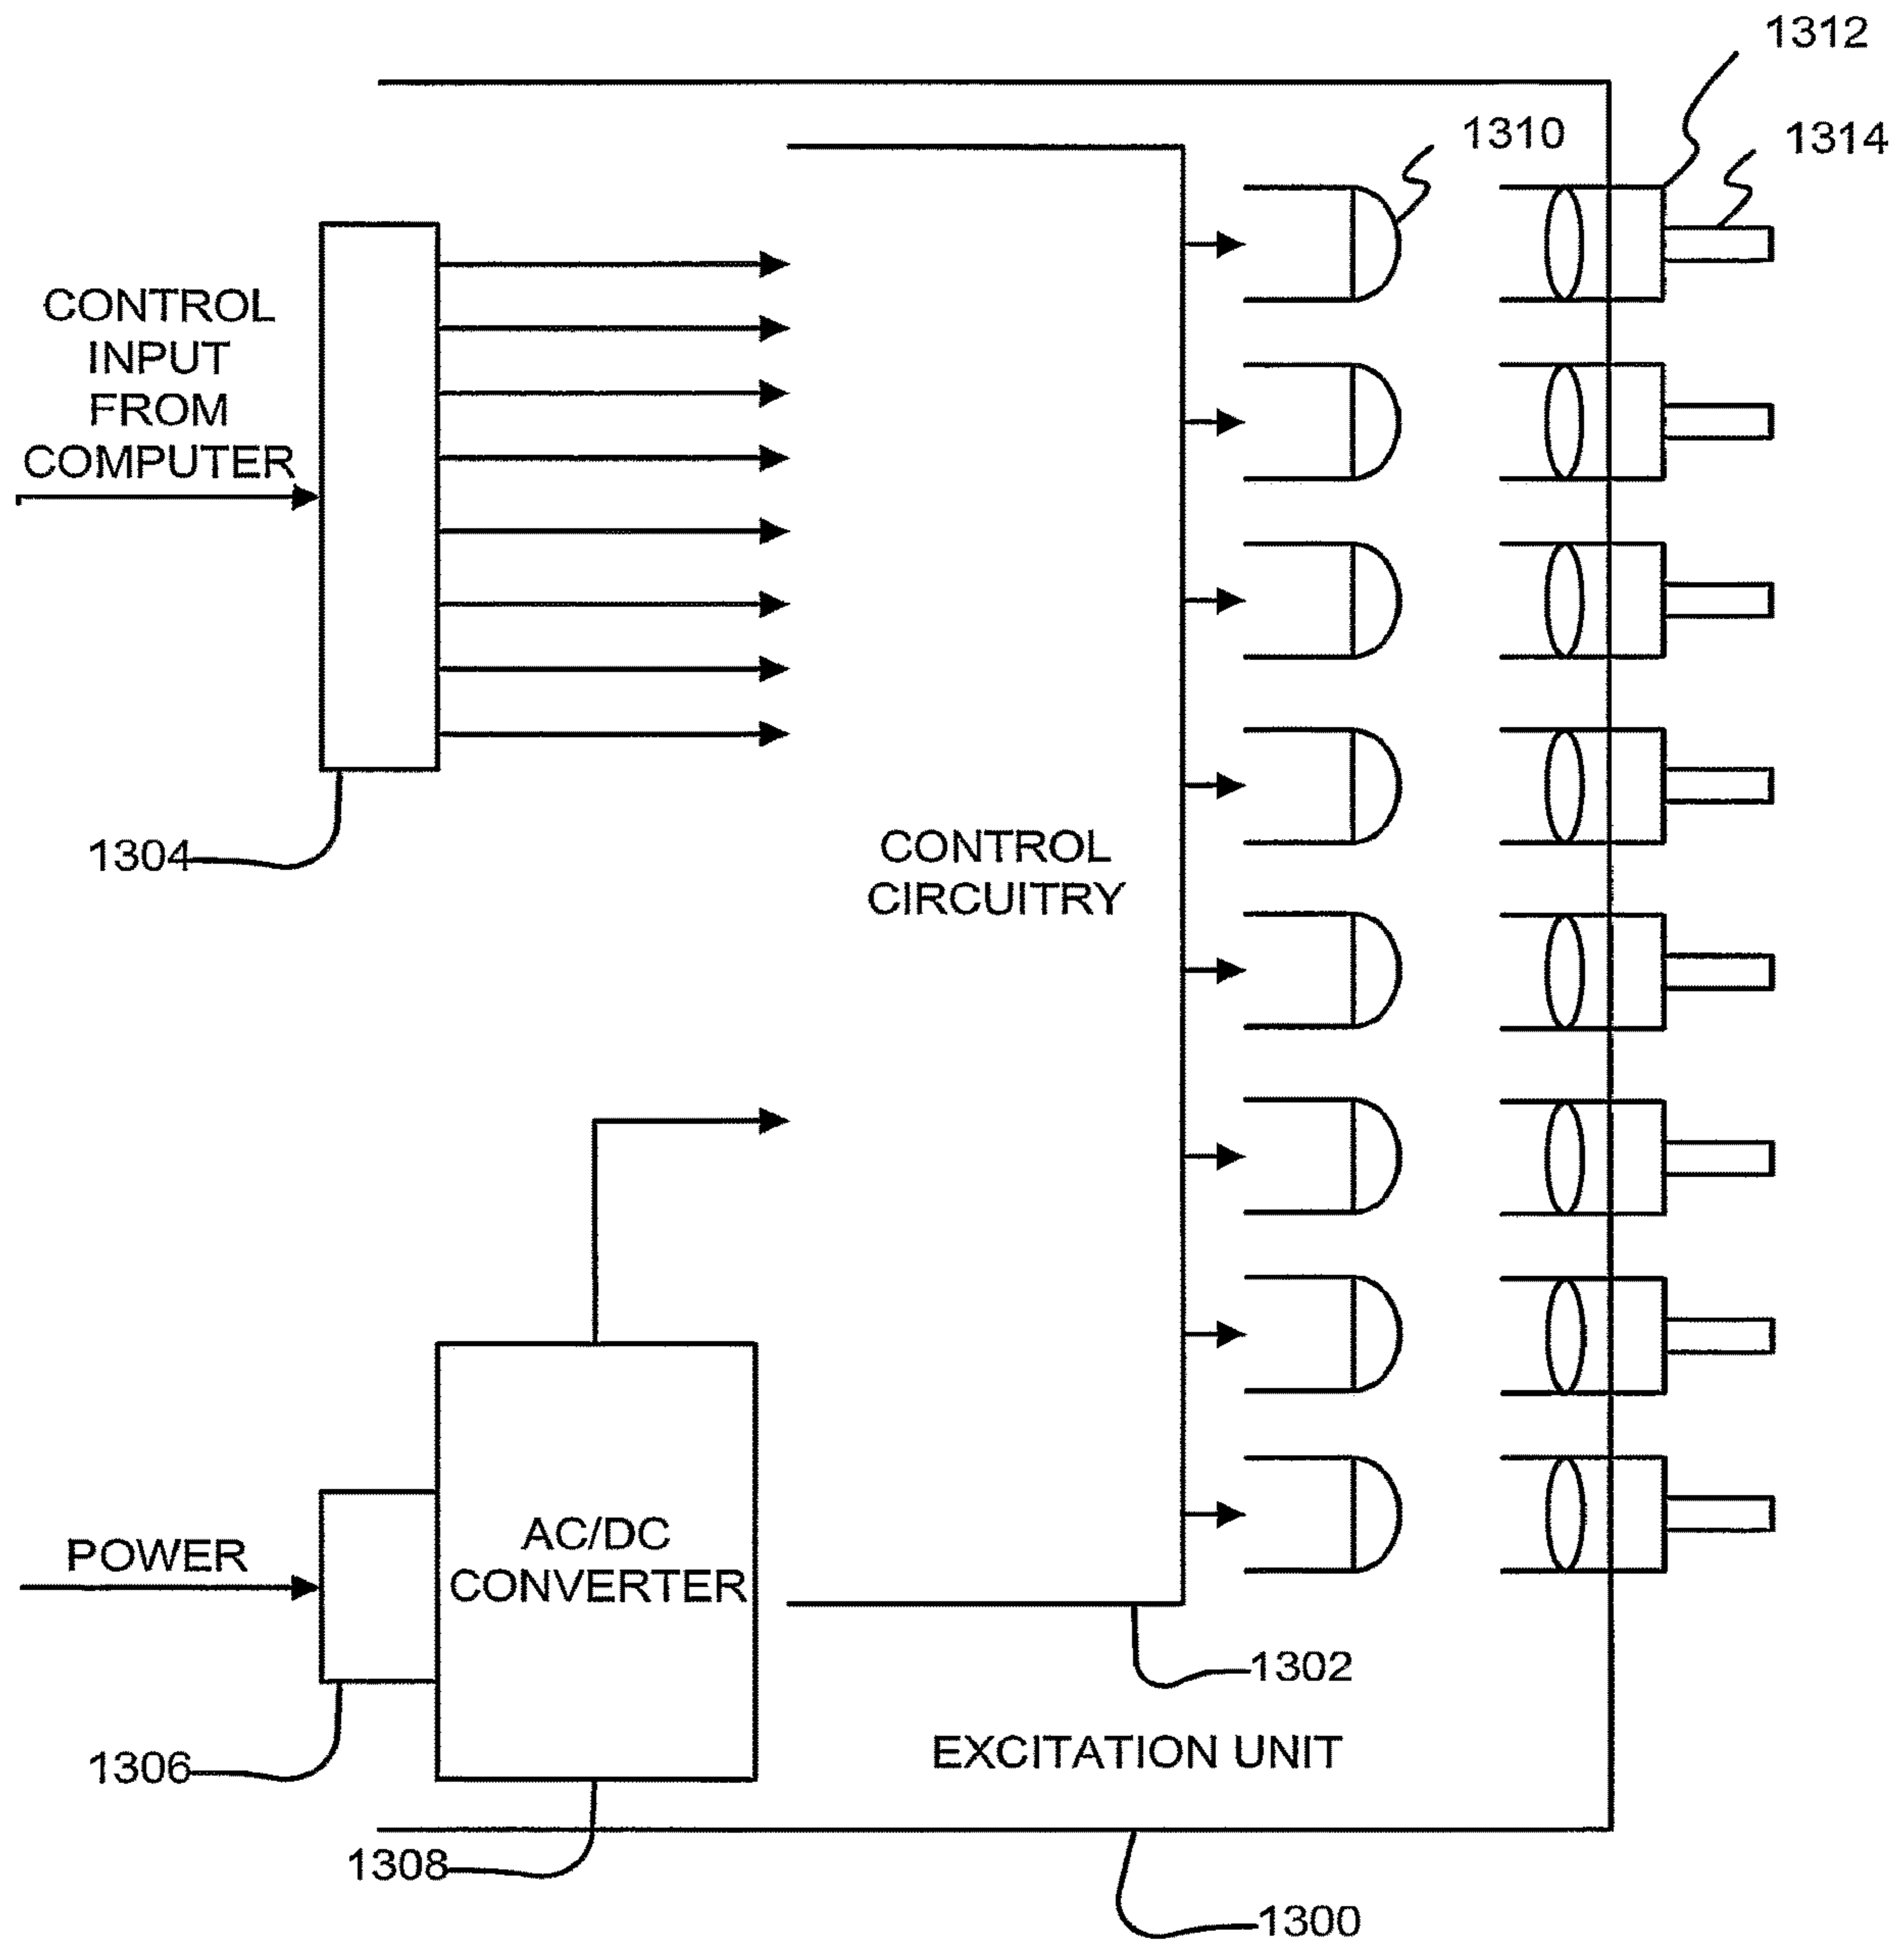 1312
1310
1314
CONTROL
INPUT
FROM
COMPUTER
1304
CONTROL
CIRCUITRY
POWER
AC/DC
CONVERTER
1302
1306
EXCITATION UNIT
1308
1300